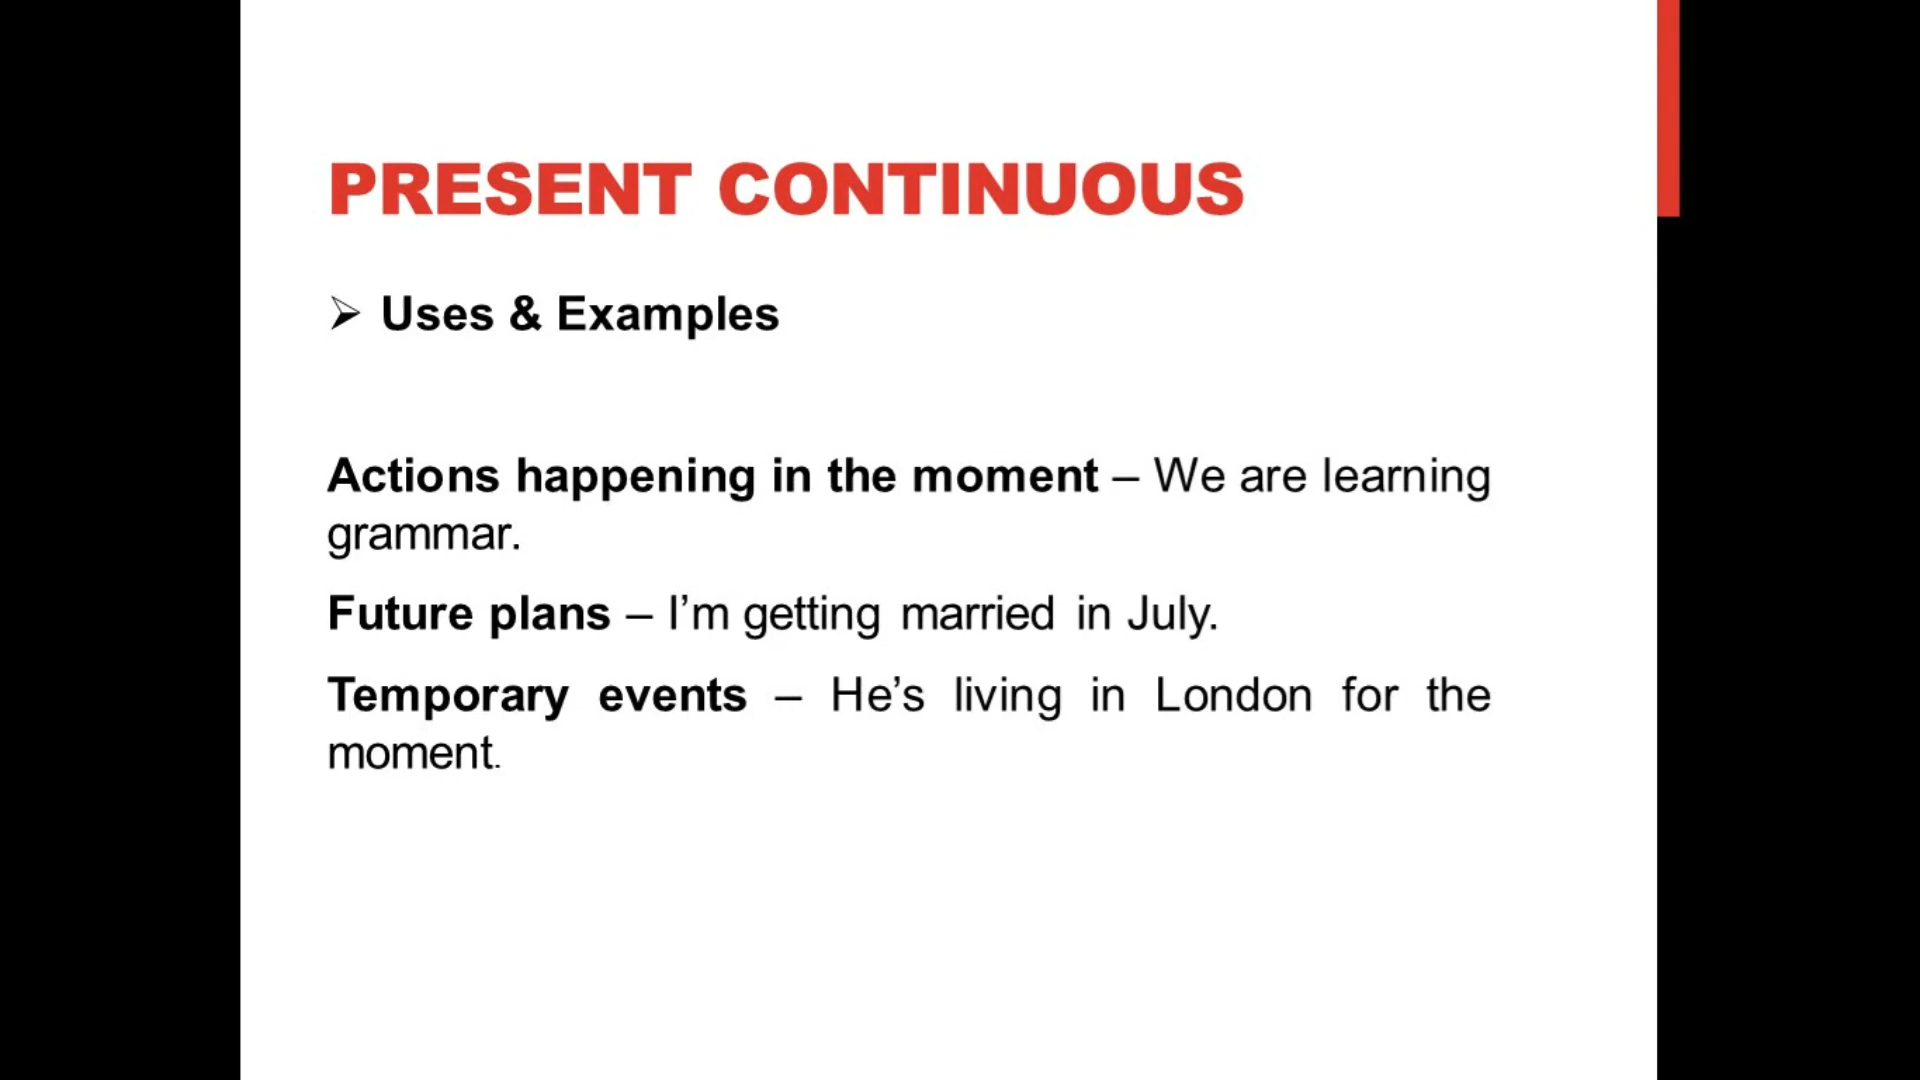 PRESENT CONTINUOUS
➢ Uses & Examples
Actions happening in the moment – We are learning
grammar.
Future plans – I’m getting married in July.
Temporary events – He’s living in London for the
moment.